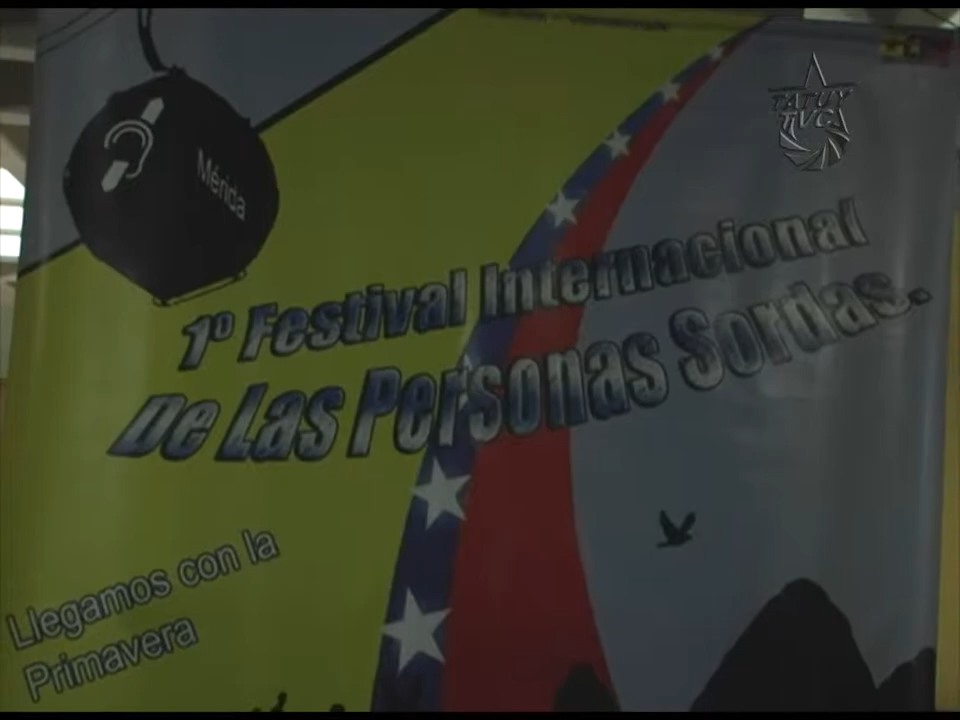 TATUY
TVC
Mérida
1º Festival Internacional
De Las Personas Sordas.
Llegamos con la
Primavera